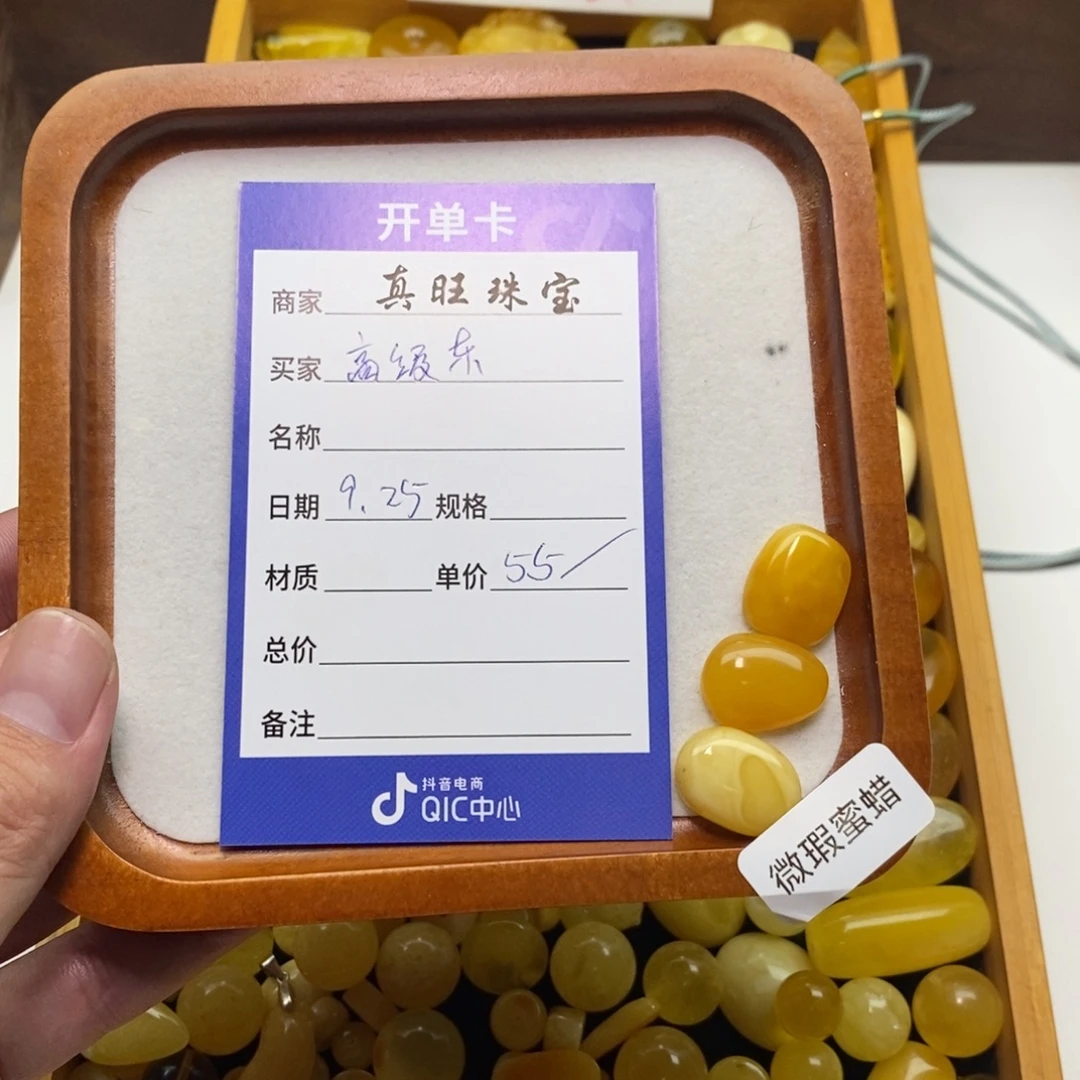 开单卡
商家 真旺珠宝
买家 高级东
名称
日期 9.25 规格
材质 单价 55/
总价
备注
抖音电商
QIC中心
微瑕蜜蜡